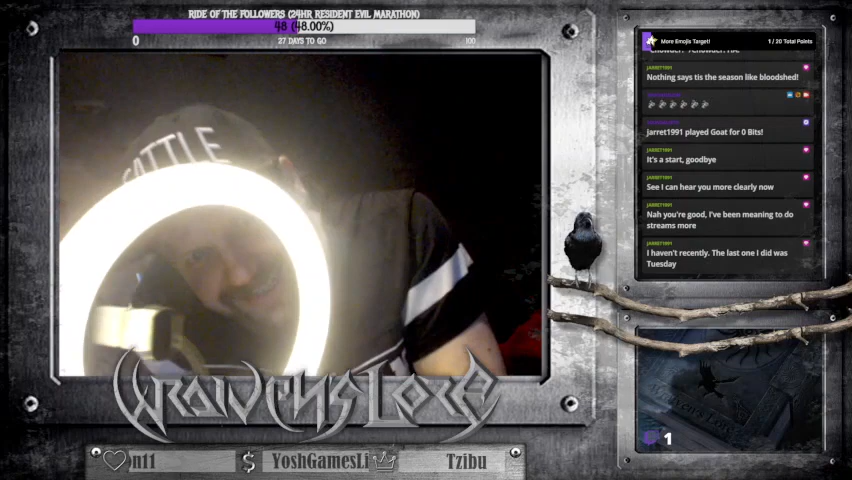 RIDE OF THE FOLLOWERS (24HR RESIDENT EVIL MARATHON)
48 (48.00%)
0
27 DAYS TO GO
100
More Emojis Target!
1 / 20 Total Points
JARRET1991
Nothing says tis the season like bloodshed!
jarret1991 played Goat for 0 Bits!
JARRET1991
It's a start, goodbye
JARRET1991
See I can hear you more clearly now
JARRET1991
Nah you're good, I've been meaning to do
streams more
JARRET1991
I haven't recently. The last one I did was
Tuesday
ATTLE
WraivensLore
1
n11
$
YoshGamesLi
Tzibu